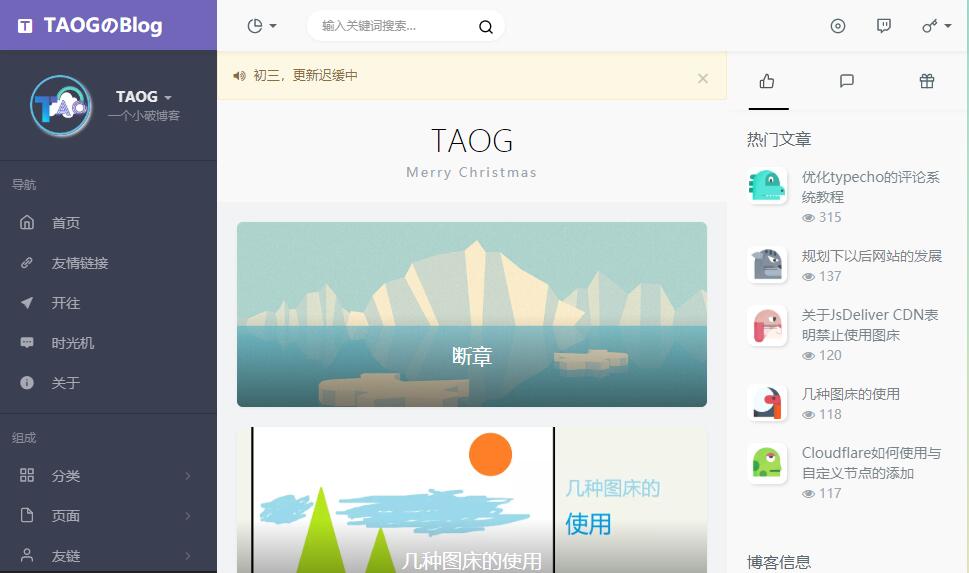 TAOGのBlog
输入关键词搜索...
TAOG
一个小破博客
导航
首页
友情链接
开往
时光机
关于
组成
分类
页面
友链
初三，更新迟缓中
TAOG
Merry Christmas
断章
几种图床的
使用
几种图床的使用
热门文章
优化typecho的评论系
统教程
315
规划下以后网站的发展
137
关于JsDeliver CDN表
明禁止使用图床
120
几种图床的使用
118
Cloudflare如何使用与
自定义节点的添加
117
博客信息